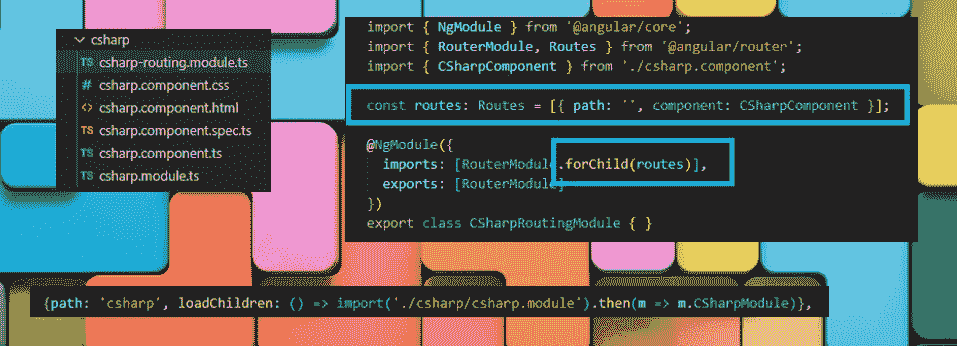 csharp
TS csharp-routing.module.ts
# csharp.component.css
<> csharp.component.html
TS csharp.component.spec.ts
TS csharp.component.ts
TS csharp.module.ts
import { NgModule } from '@angular/core';
import { RouterModule, Routes } from '@angular/router';
import { CSharpComponent } from './csharp.component';
const routes: Routes = [{ path: '', component: CSharpComponent }];
@NgModule({
imports: [RouterModule.forChild(routes)],
exports: [RouterModule]
})
export class CSharpRoutingModule { }
{path: 'csharp', loadChildren: () => import('./csharp/csharp.module').then(m => m.CSharpModule)},